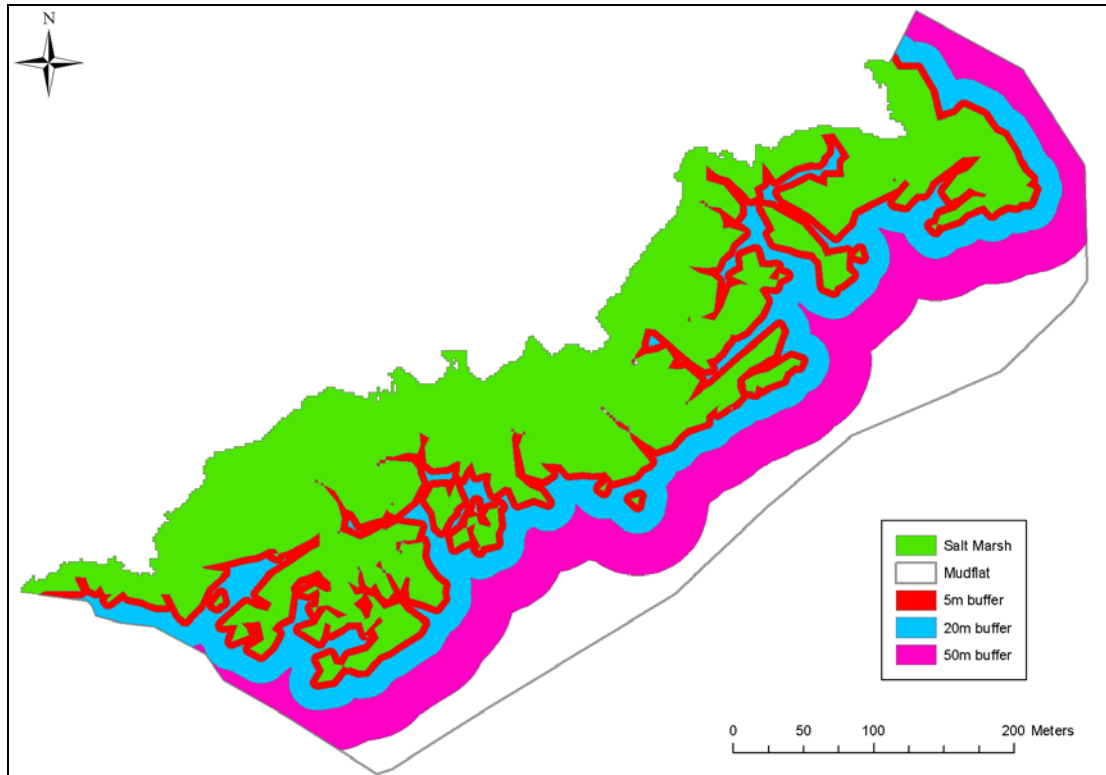 N
Salt Marsh
Mudflat
5m buffer
20m buffer
50m buffer
0 50 100 200 Meters